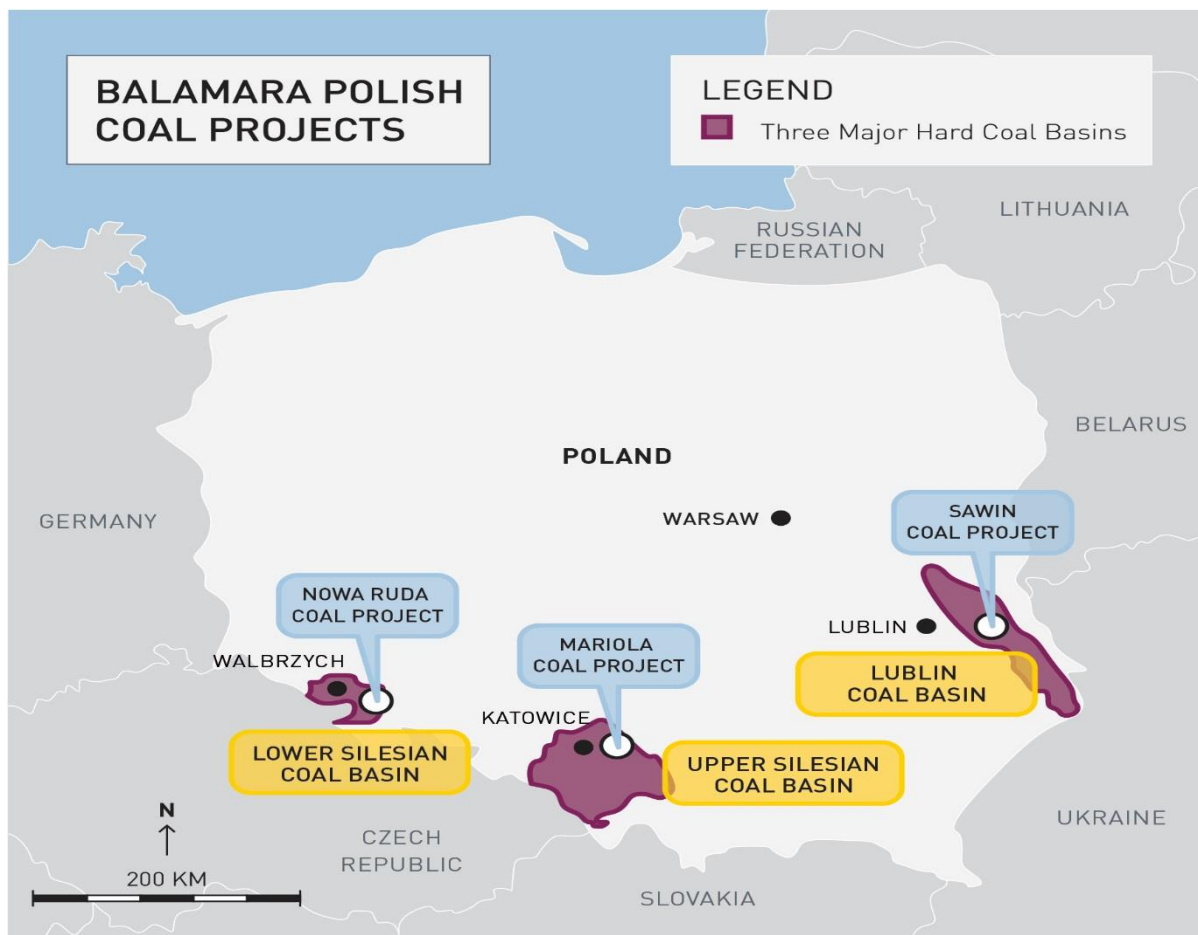 BALAMARA POLISH
COAL PROJECTS
LEGEND
Three Major Hard Coal Basins
LITHUANIA
RUSSIAN
FEDERATION
BELARUS
POLAND
GERMANY
WARSAW
SAWIN
COAL PROJECT
NOWA RUDA
COAL PROJECT
MARIOLA
COAL PROJECT
LUBLIN
WALBRZYCH
LUBLIN
COAL BASIN
KATOWICE
LOWER SILESIAN
COAL BASIN
UPPER SILESIAN
COAL BASIN
N
CZECH
REPUBLIC
UKRAINE
200 KM
SLOVAKIA